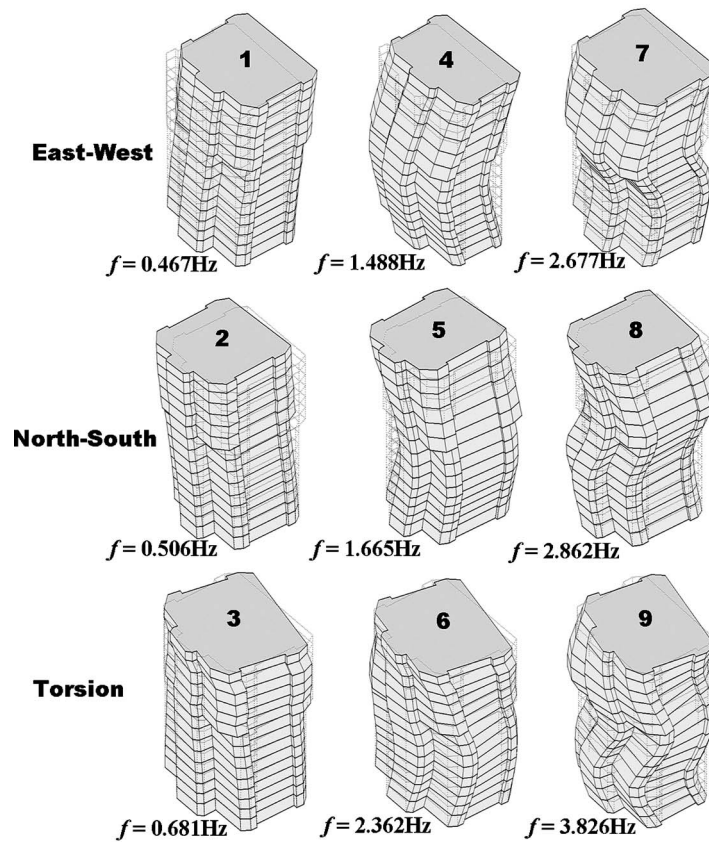 1
4
7
East-West
f = 0.467Hz
f = 1.488Hz
f = 2.677Hz
2
5
8
North-South
f = 0.506Hz
f = 1.665Hz
f = 2.862Hz
3
6
9
Torsion
f = 0.681Hz
f = 2.362Hz
f = 3.826Hz